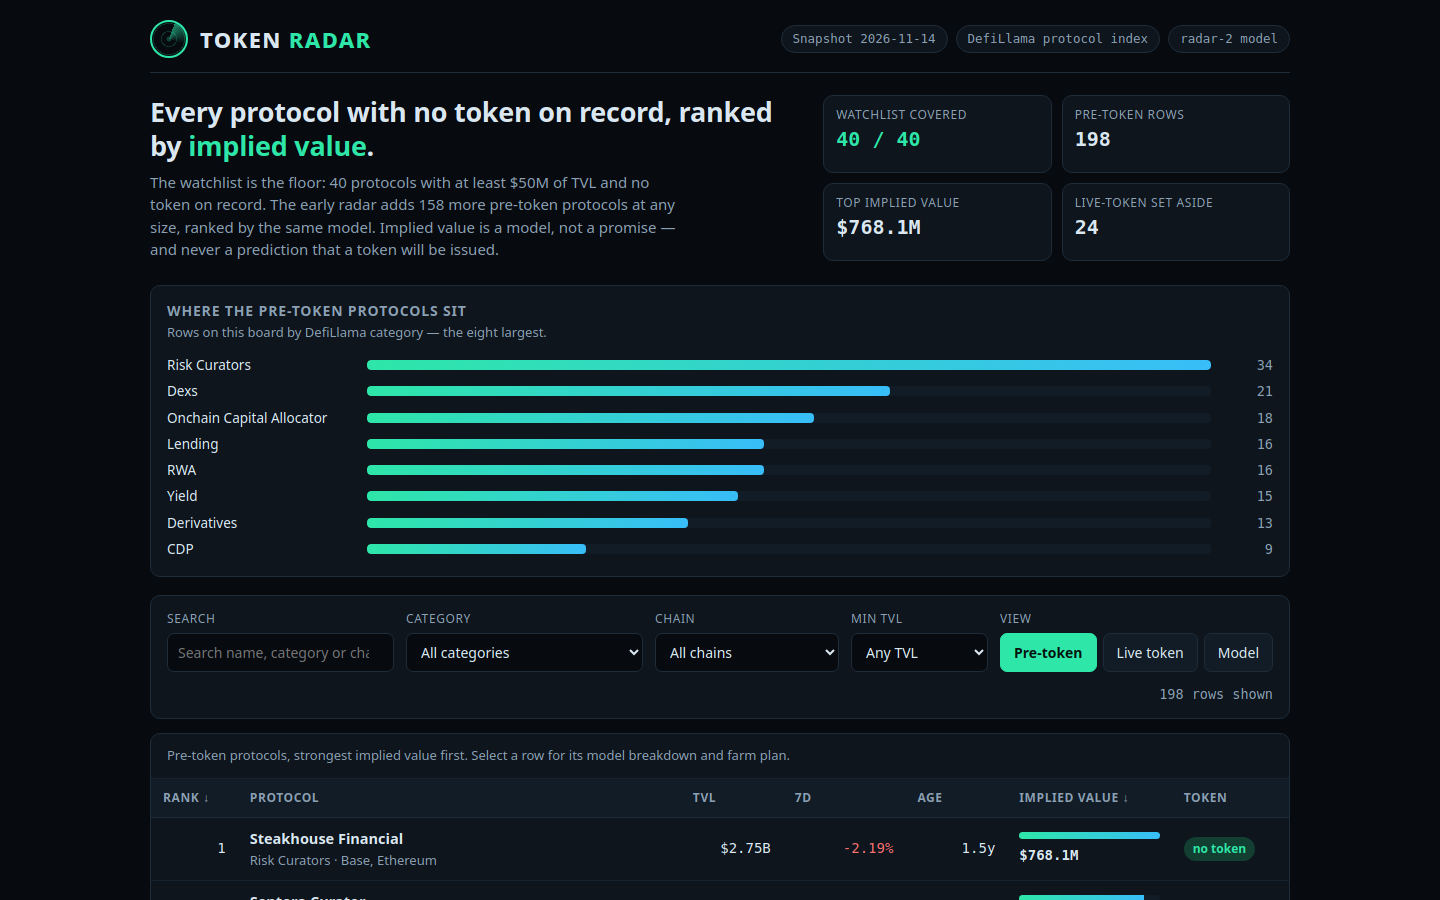 TOKEN RADAR
Snapshot 2026-11-14
DefiLlama protocol index
radar-2 model
Every protocol with no token on record, ranked
by implied value.
The watchlist is the floor: 40 protocols with at least $50M of TVL and no
token on record. The early radar adds 158 more pre-token protocols at any
size, ranked by the same model. Implied value is a model, not a promise —
and never a prediction that a token will be issued.
WATCHLIST COVERED
40 / 40
PRE-TOKEN ROWS
198
TOP IMPLIED VALUE
$768.1M
LIVE-TOKEN SET ASIDE
24
WHERE THE PRE-TOKEN PROTOCOLS SIT
Rows on this board by DefiLlama category — the eight largest.
Risk Curators 34
Dexs 21
Onchain Capital Allocator 18
Lending 16
RWA 16
Yield 15
Derivatives 13
CDP 9
SEARCH
Search name, category or cha
CATEGORY
All categories
CHAIN
All chains
MIN TVL
Any TVL
VIEW
Pre-token
Live token
Model
198 rows shown
Pre-token protocols, strongest implied value first. Select a row for its model breakdown and farm plan.
RANK ↓ PROTOCOL TVL 7D AGE IMPLIED VALUE ↓ TOKEN
1 Steakhouse Financial $2.75B -2.19% 1.5y $768.1M no token
Risk Curators · Base, Ethereum